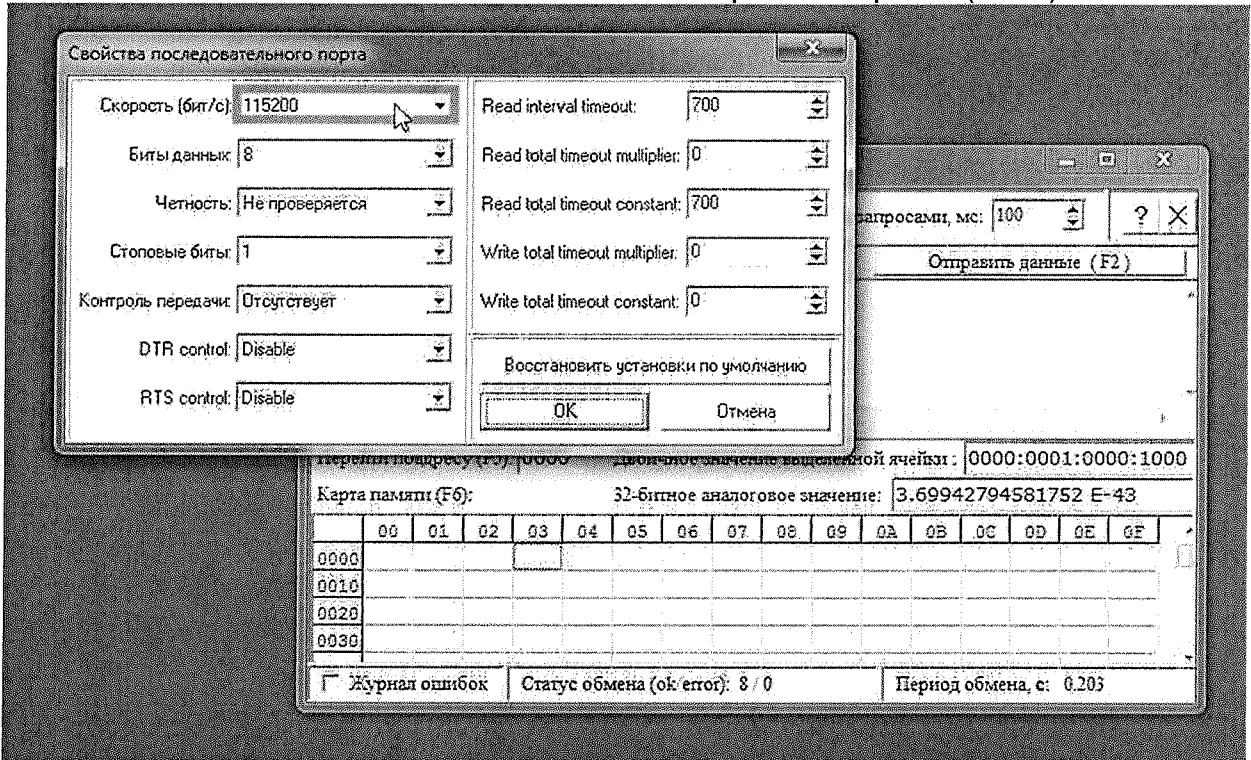 Свойства последовательного порта
Скорость (бит/с): 115200
Биты данных: 8
Четность: Не проверяется
Стоповые биты: 1
Контроль передачи: Отсутствует
DTR control: Disable
RTS control: Disable
Read interval timeout: 700
Read total timeout multiplier: 0
Read total timeout constant: 700
Write total timeout multiplier: 0
Write total timeout constant: 0
Восстановить установки по умолчанию
OK Отмена
запросами, мс: 100 ?
Отправить данные (F2)
ячейки: 0000:0001:0000:1000
Карта памяти (F6): 32-битное аналоговое значение: 3.69942794581752 E-43
00 01 02 03 04 05 06 07 08 09 0A 0B 0C 0D 0E 0F
0000
0010
0020
0030
Журнал ошибок Статус обмена (ok/error): 8 / 0 Период обмена, с: 0.203